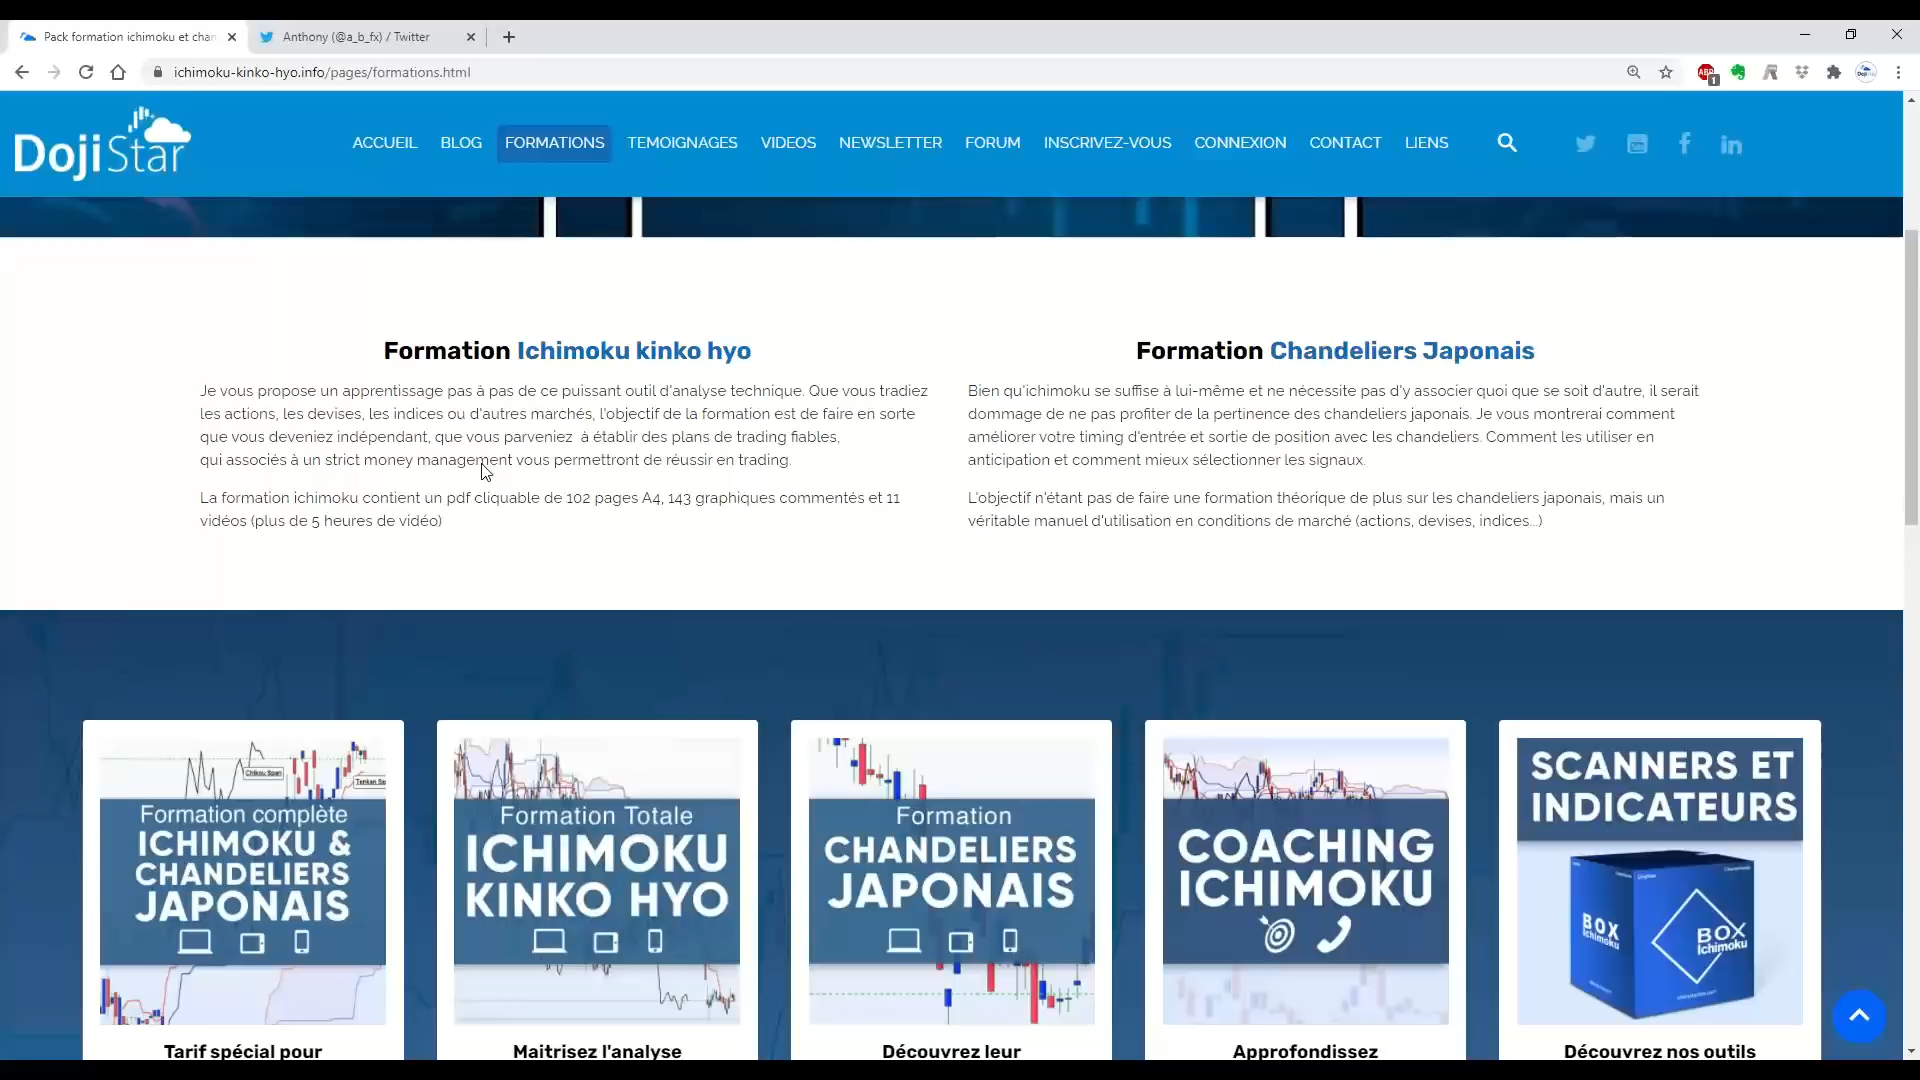 Pack formation ichimoku et chan
Anthony (@a_b_fx) / Twitter
ichimoku-kinko-hyo.info/pages/formations.html
ABP
1
DojiStar
ACCUEIL BLOG FORMATIONS TEMOIGNAGES VIDEOS NEWSLETTER FORUM INSCRIVEZ-VOUS CONNEXION CONTACT LIENS
Formation Ichimoku kinko hyo
Je vous propose un apprentissage pas à pas de ce puissant outil d'analyse technique. Que vous tradiez
les actions, les devises, les indices ou d'autres marchés, l'objectif de la formation est de faire en sorte
que vous deveniez indépendant, que vous parveniez à établir des plans de trading fiables,
qui associés à un strict money management vous permettront de réussir en trading.
La formation ichimoku contient un pdf cliquable de 102 pages A4, 143 graphiques commentés et 11
vidéos (plus de 5 heures de vidéo)
Formation Chandeliers Japonais
Bien qu'ichimoku se suffise à lui-même et ne nécessite pas d'y associer quoi que se soit d'autre, il serait
dommage de ne pas profiter de la pertinence des chandeliers japonais. Je vous montrerai comment
améliorer votre timing d'entrée et sortie de position avec les chandeliers. Comment les utiliser en
anticipation et comment mieux sélectionner les signaux.
L'objectif n'étant pas de faire une formation théorique de plus sur les chandeliers japonais, mais un
véritable manuel d'utilisation en conditions de marché (actions, devises, indices...)
Chikou Span
Tenkan Se
Formation complète
ICHIMOKU &
CHANDELIERS
JAPONAIS
Tarif spécial pour
Formation Totale
ICHIMOKU
KINKO HYO
Maitrisez l'analyse
Formation
CHANDELIERS
JAPONAIS
Découvrez leur
COACHING
ICHIMOKU
Approfondissez
SCANNERS ET
INDICATEURS
BOX
Ichimoku
BOX
Ichimoku
Découvrez nos outils